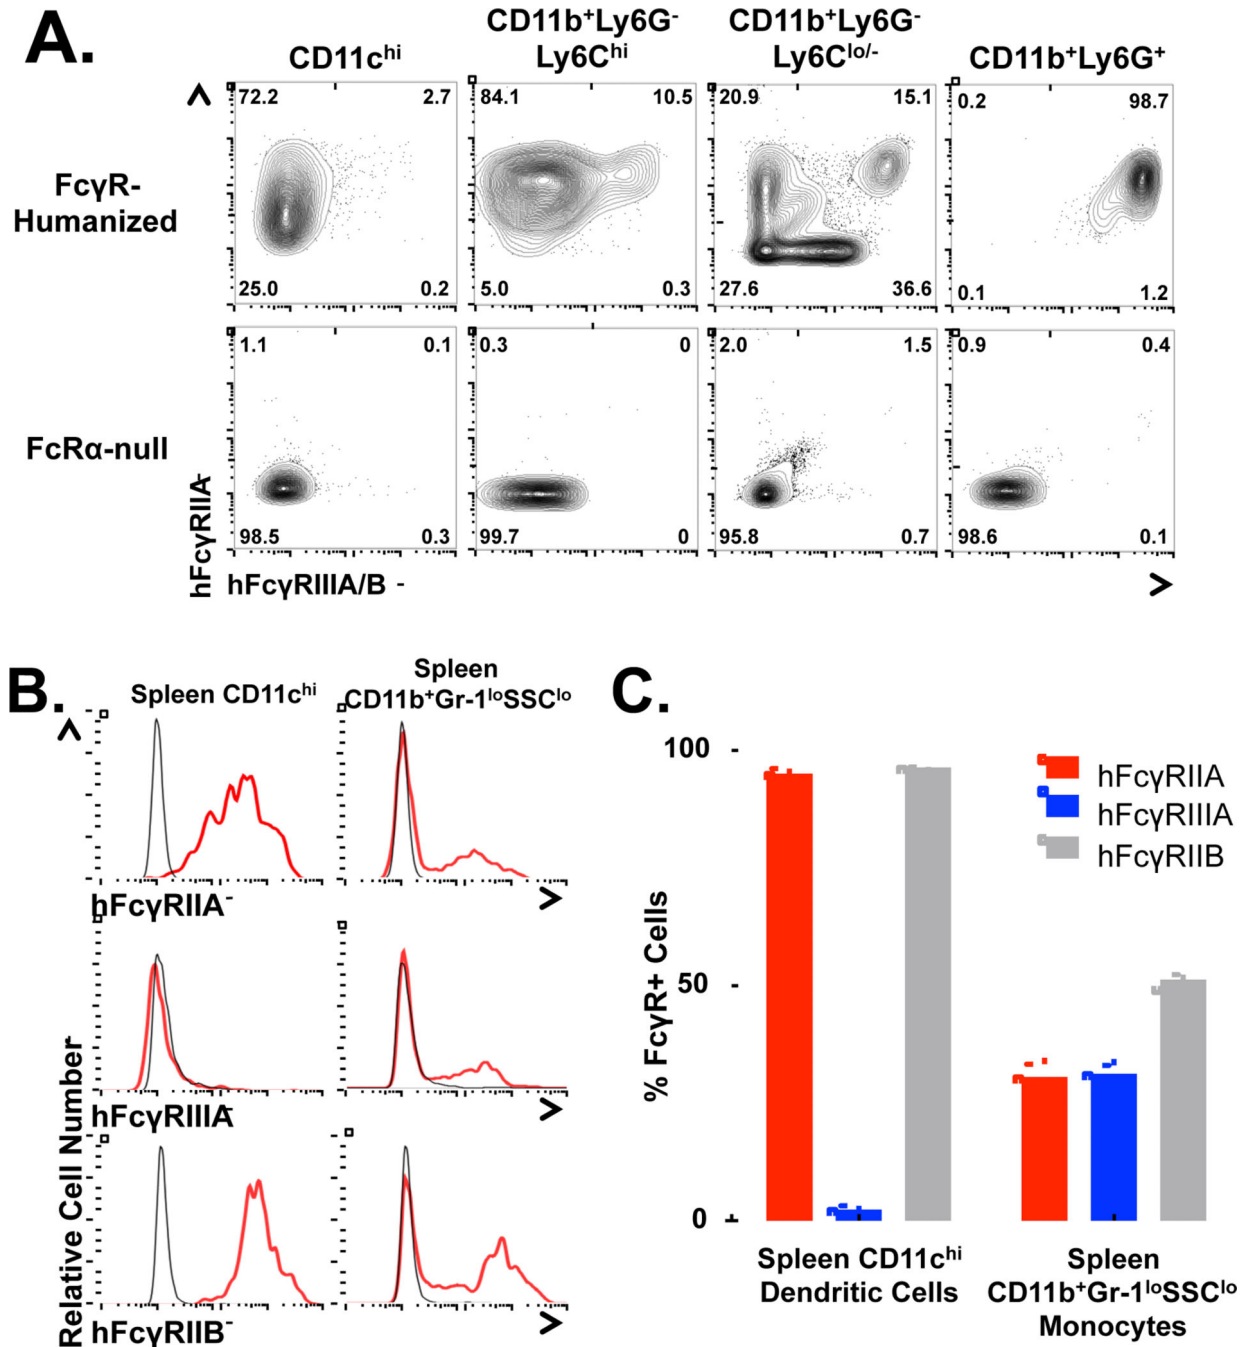 A.
CD11c^hi
CD11b⁺Ly6G⁻
Ly6C^hi
CD11b⁺Ly6G⁻
Ly6C^lo/-
CD11b⁺Ly6G⁺
FcγR-
Humanized
72.2 2.7
25.0 0.2
84.1 10.5
5.0 0.3
20.9 15.1
27.6 36.6
0.2 98.7
0.1 1.2
FcRα-null
1.1 0.1
98.5 0.3
0.3 0
99.7 0
2.0 1.5
95.8 0.7
0.9 0.4
98.6 0.1
hFcγRIIA
hFcγRIIIA/B
B.
Spleen CD11c^hi
Spleen
CD11b⁺Gr-1^loSSC^lo
hFcγRIIA
hFcγRIIIA
hFcγRIIB
Relative Cell Number
C.
100
50
0
% FcγR+ Cells
hFcγRIIA
hFcγRIIIA
hFcγRIIB
Spleen CD11c^hi
Dendritic Cells
Spleen
CD11b⁺Gr-1^loSSC^lo
Monocytes